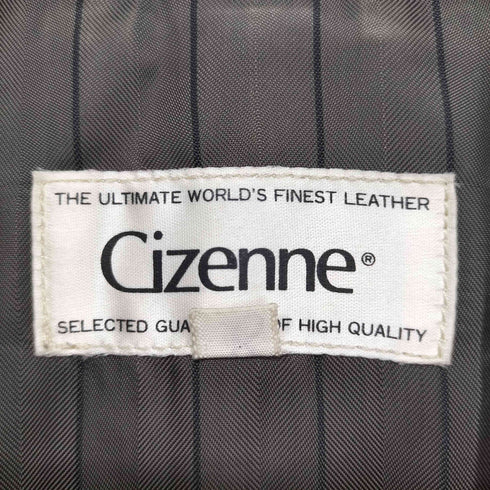 THE ULTIMATE WORLD'S FINEST LEATHER
Cizenne®
SELECTED OF HIGH QUALITY